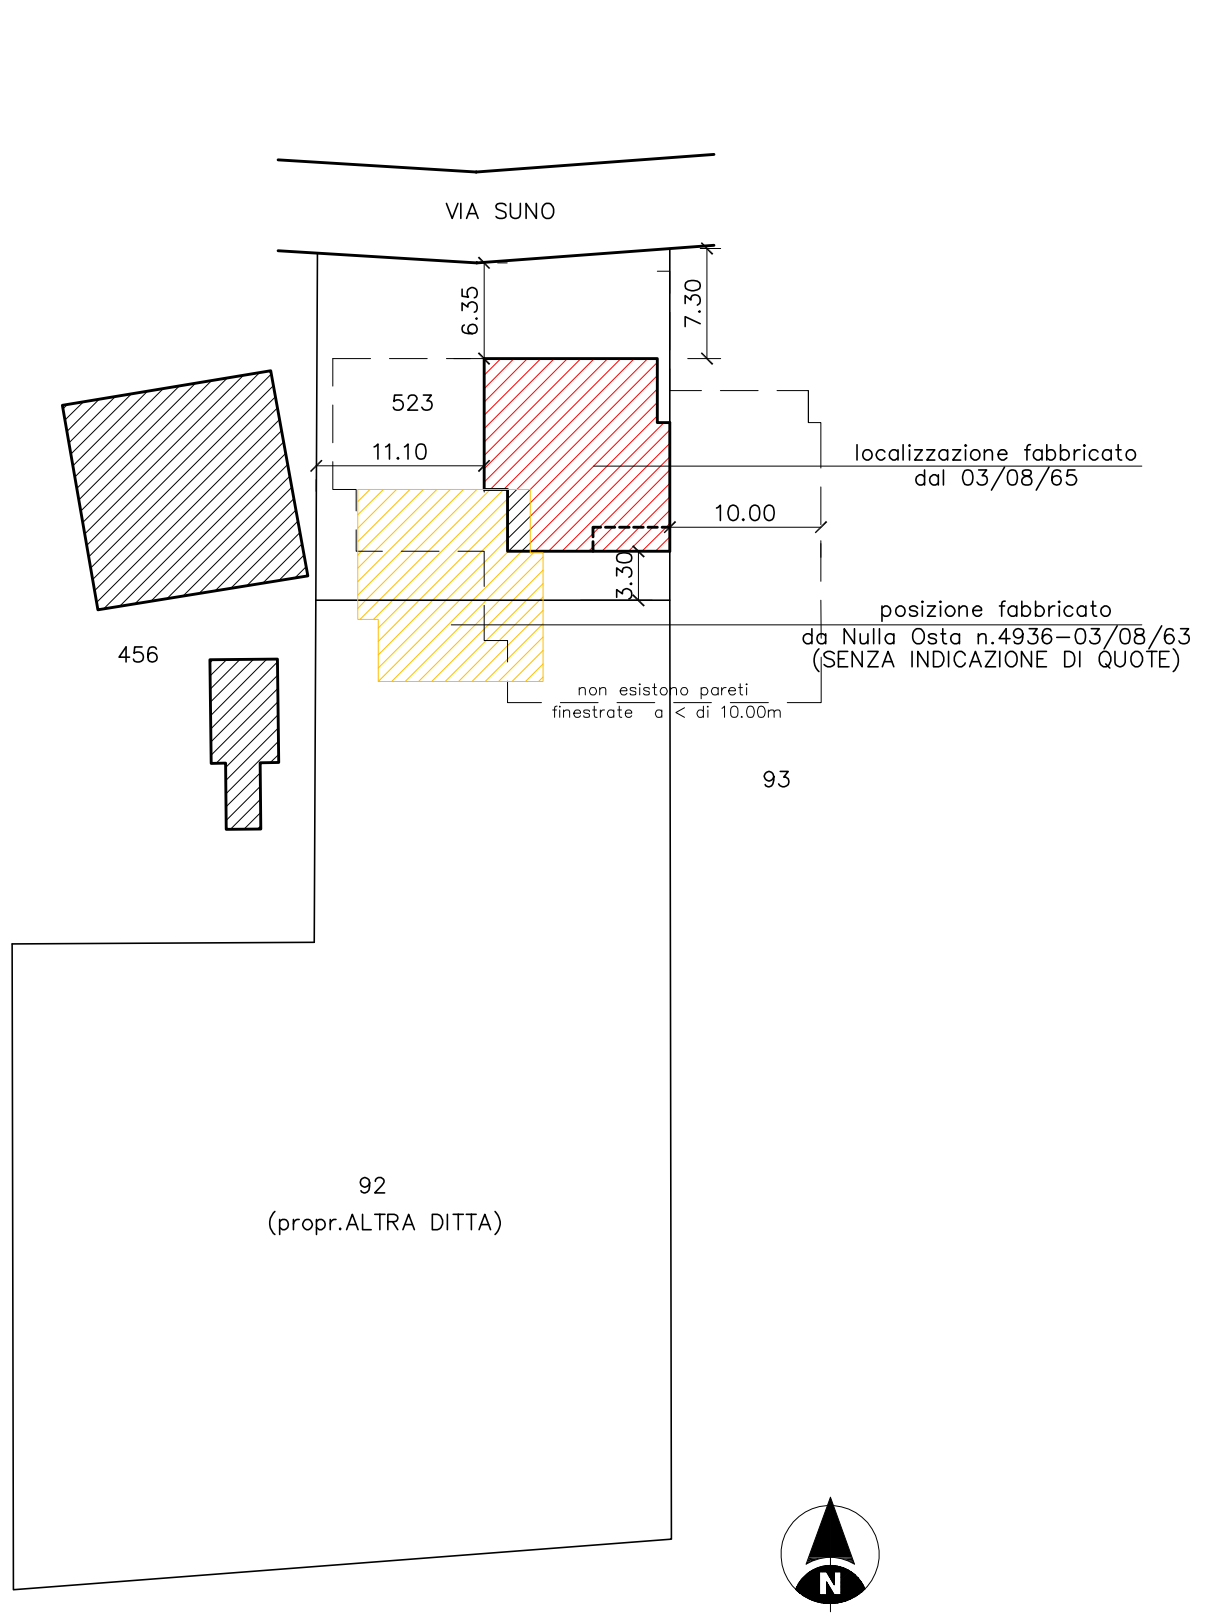 VIA SUNO
6.35
7.30
523
11.10
localizzazione fabbricato
dal 03/08/65
10.00
3.30
posizione fabbricato
da Nulla Osta n.4936-03/08/63
(SENZA INDICAZIONE DI QUOTE)
456
non esistono pareti
finestrate a < di 10.00m
93
92
(propr.ALTRA DITTA)
N